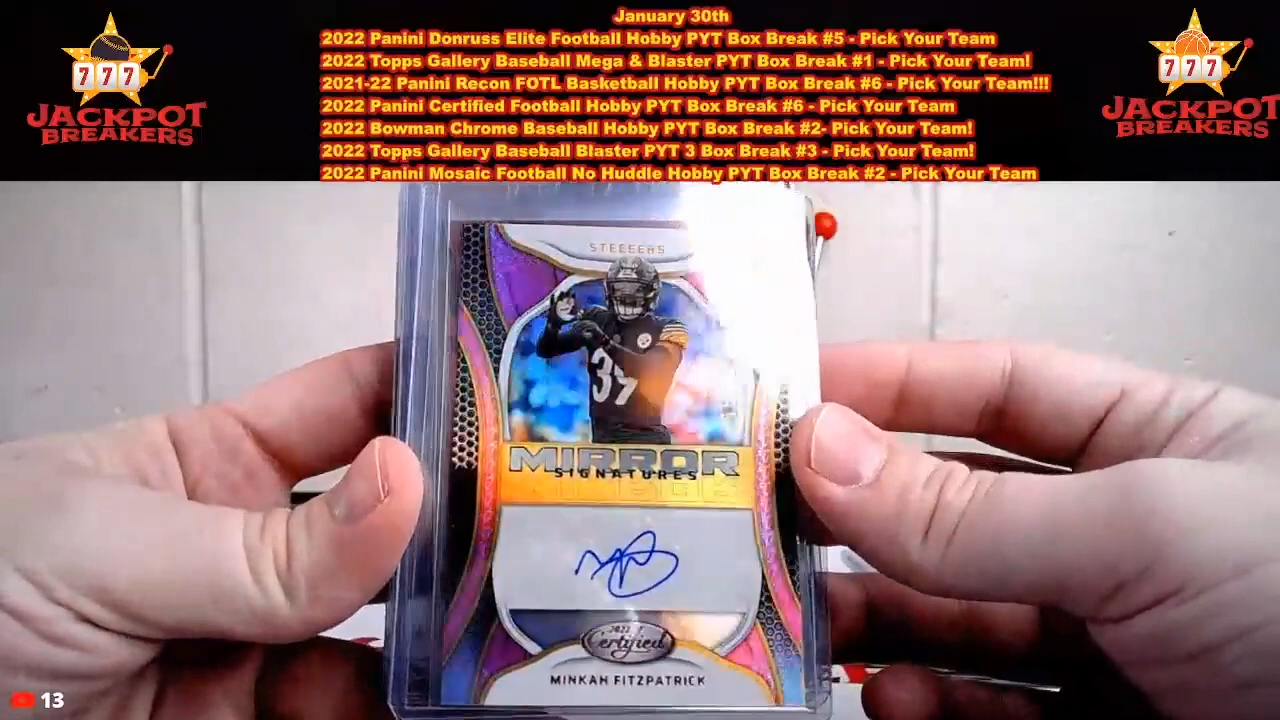 January 30th
2022 Panini Donruss Elite Football Hobby PYT Box Break #5 - Pick Your Team
2022 Topps Gallery Baseball Mega & Blaster PYT Box Break #1 - Pick Your Team!
2021-22 Panini Recon FOTL Basketball Hobby PYT Box Break #6 - Pick Your Team!!!
2022 Panini Certified Football Hobby PYT Box Break #6 - Pick Your Team
2022 Bowman Chrome Baseball Hobby PYT Box Break #2- Pick Your Team!
2022 Topps Gallery Baseball Blaster PYT 3 Box Break #3 - Pick Your Team!
2022 Panini Mosaic Football No Huddle Hobby PYT Box Break #2 - Pick Your Team
777
JACKPOT
BREAKERS
777
JACKPOT
BREAKERS
STEELERS
39
MIRROR
SIGNATURES
2022
Certified
MINKAH FITZPATRICK
13